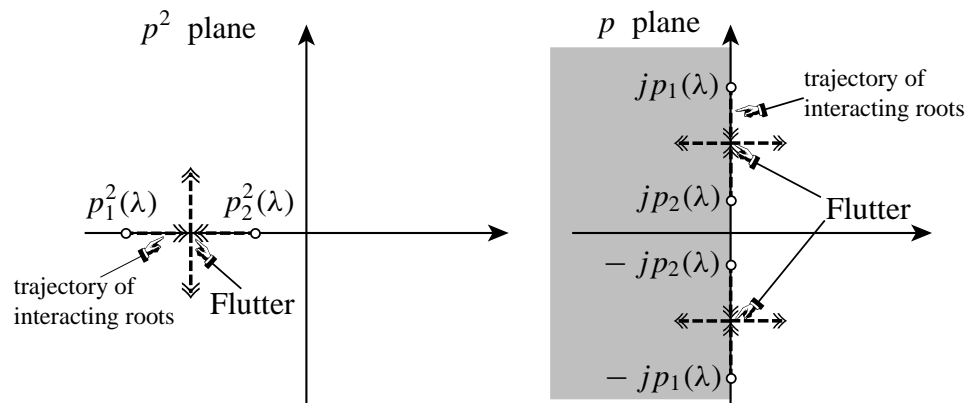 p² plane
p₁²(λ) p₂²(λ)
trajectory of
interacting roots
Flutter
p plane
jp₁(λ)
trajectory of
interacting roots
jp₂(λ)
Flutter
− jp₂(λ)
− jp₁(λ)